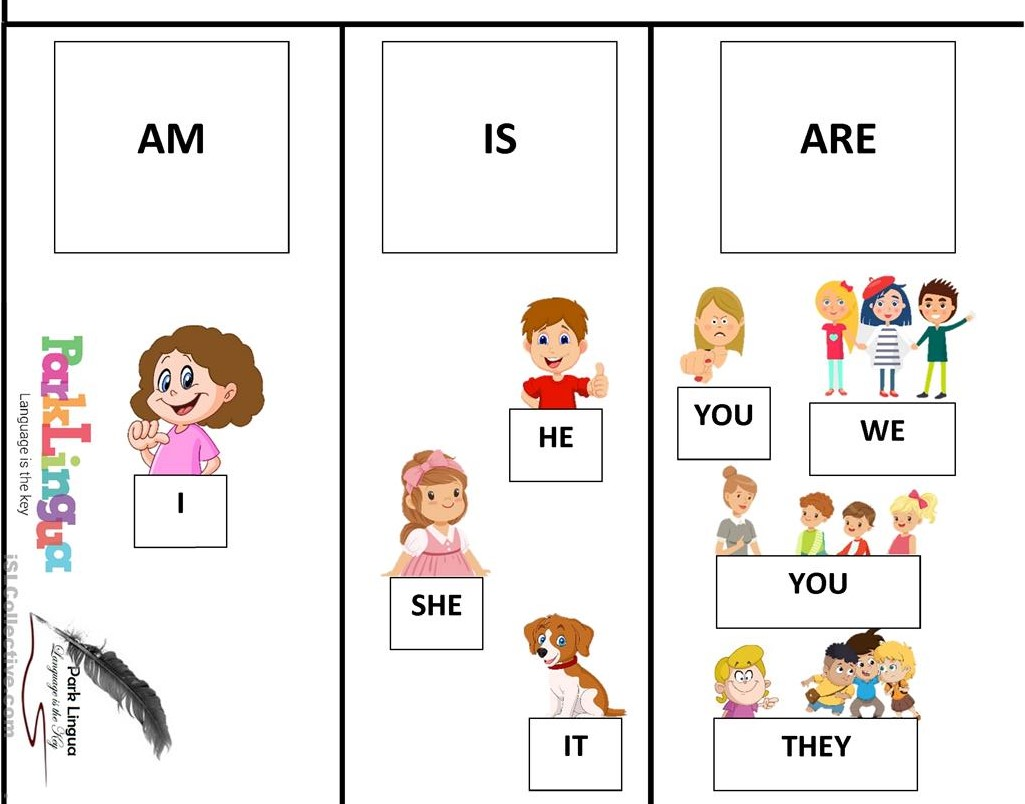 AM
IS
ARE
I
HE
SHE
IT
YOU
WE
YOU
THEY
ParkLingua
Language is the key
iSLCollective.com
Park Lingua
Language is the Key